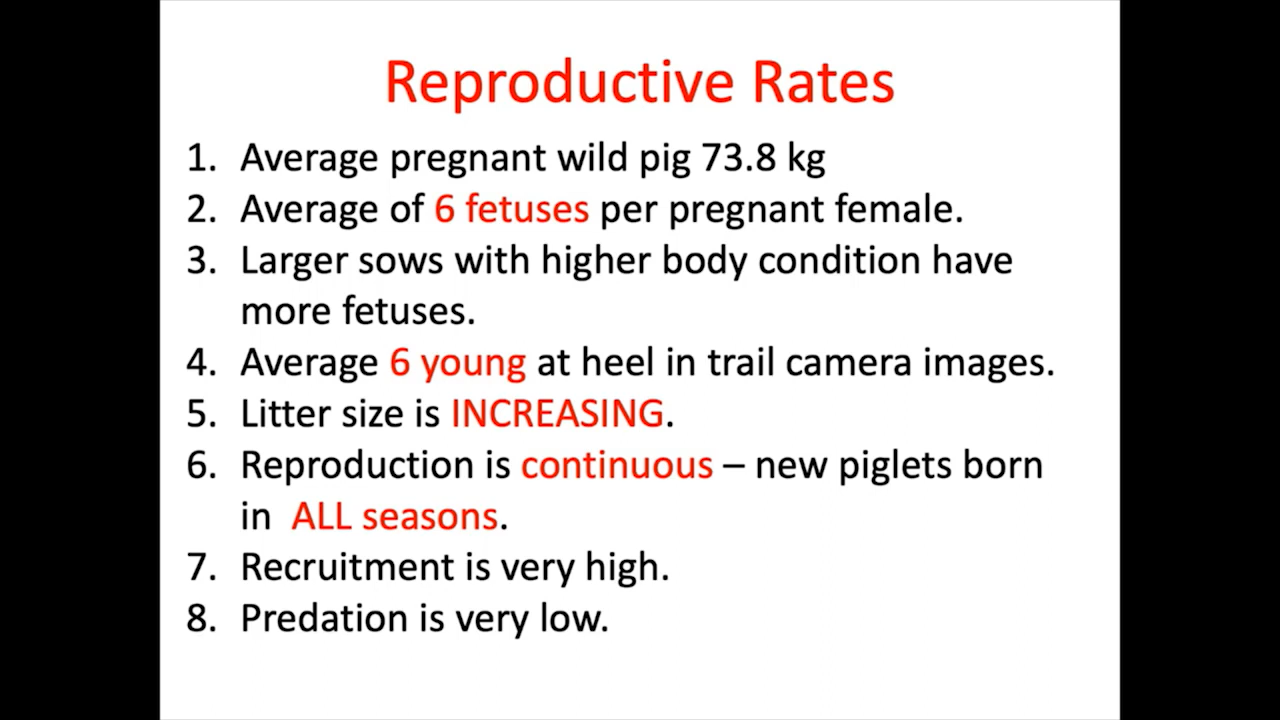 Reproductive Rates
1. Average pregnant wild pig 73.8 kg
2. Average of 6 fetuses per pregnant female.
3. Larger sows with higher body condition have
more fetuses.
4. Average 6 young at heel in trail camera images.
5. Litter size is INCREASING.
6. Reproduction is continuous – new piglets born
in ALL seasons.
7. Recruitment is very high.
8. Predation is very low.